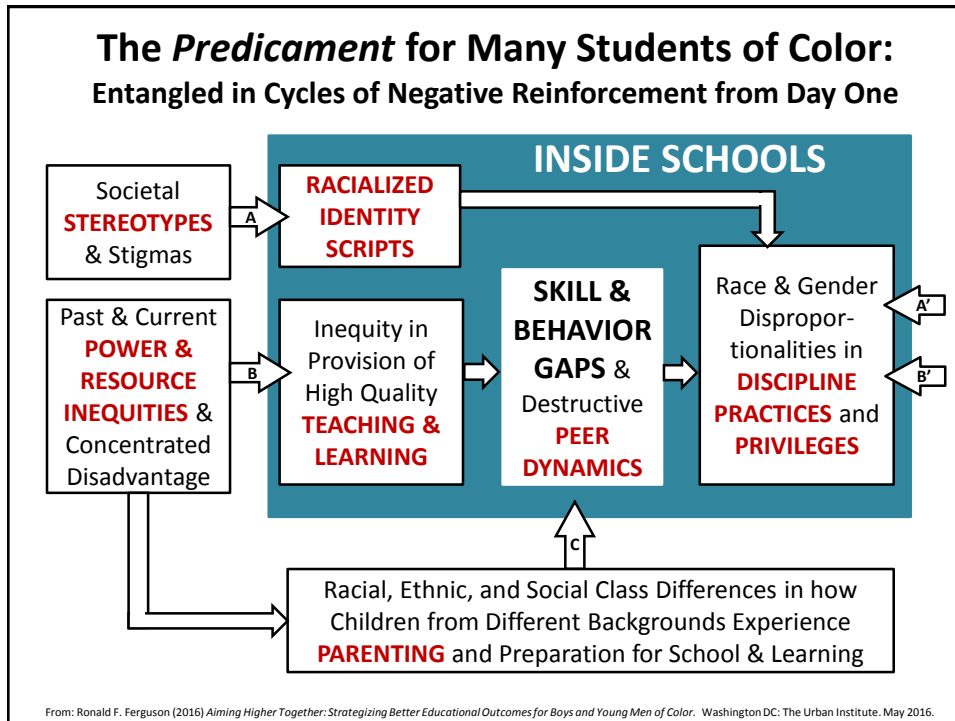 The Predicament for Many Students of Color:
Entangled in Cycles of Negative Reinforcement from Day One
INSIDE SCHOOLS
Societal
STEREOTYPES
& Stigmas
A
RACIALIZED
IDENTITY
SCRIPTS
Past & Current
POWER &
RESOURCE
INEQUITIES &
Concentrated
Disadvantage
B
Inequity in
Provision of
High Quality
TEACHING &
LEARNING
SKILL &
BEHAVIOR
GAPS &
Destructive
PEER
DYNAMICS
Race & Gender
Dispropor-
tionalities in
DISCIPLINE
PRACTICES and
PRIVILEGES
A’
B’
C
Racial, Ethnic, and Social Class Differences in how
Children from Different Backgrounds Experience
PARENTING and Preparation for School & Learning
From: Ronald F. Ferguson (2016) Aiming Higher Together: Strategizing Better Educational Outcomes for Boys and Young Men of Color. Washington DC: The Urban Institute. May 2016.